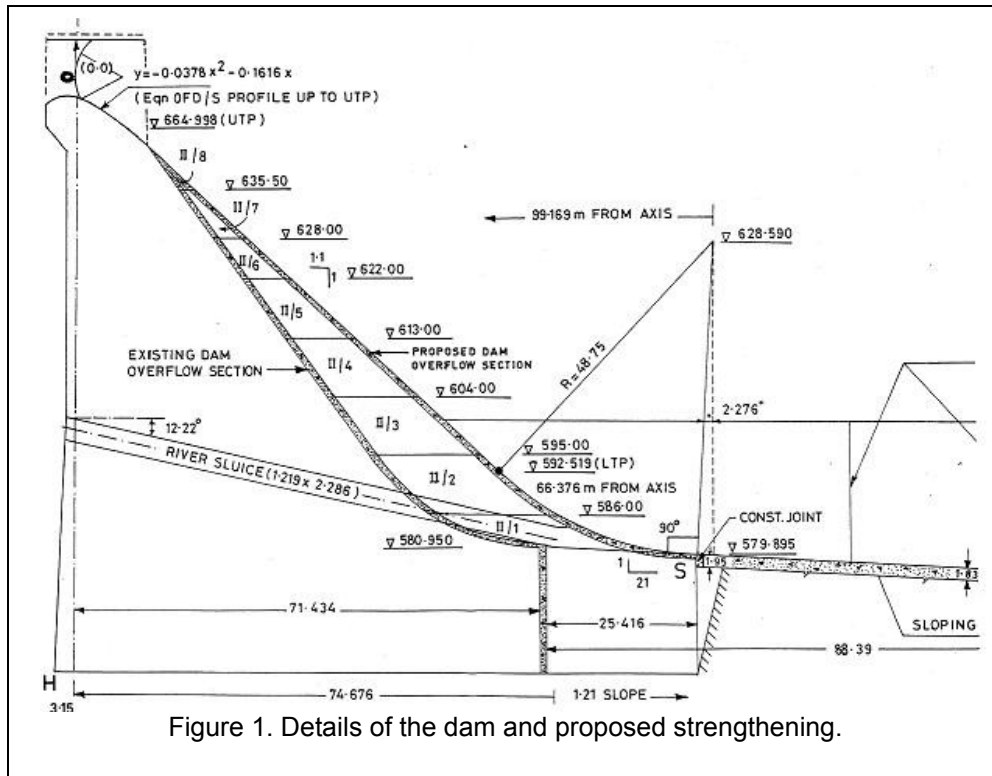 (0·0)
y=-0·0378x²-0·1616x
(Eqn OFD/S PROFILE UP TO UTP)
▽ 664·998 (UTP)
II/8
▽ 635·50
II/7
99·169 m FROM AXIS
▽ 628·00
▽ 628·590
II/6
1·1
1
▽ 622·00
II/5
▽ 613·00
R=48·75
EXISTING DAM
OVERFLOW SECTION
PROPOSED DAM
OVERFLOW SECTION
II/4
▽ 604·00
2·276°
12·22°
II/3
▽ 595·00
▽ 592·519 (LTP)
RIVER SLUICE (1·219 x 2·286)
II/2
66·376 m FROM AXIS
▽ 586·00
II/1
90°
CONST. JOINT
▽ 580·950
▽ 579·895
1
21
S
1·95
1·83
71·434
25·416
SLOPING
88·39
H
3·15
74·676
1·21 SLOPE
Figure 1. Details of the dam and proposed strengthening.